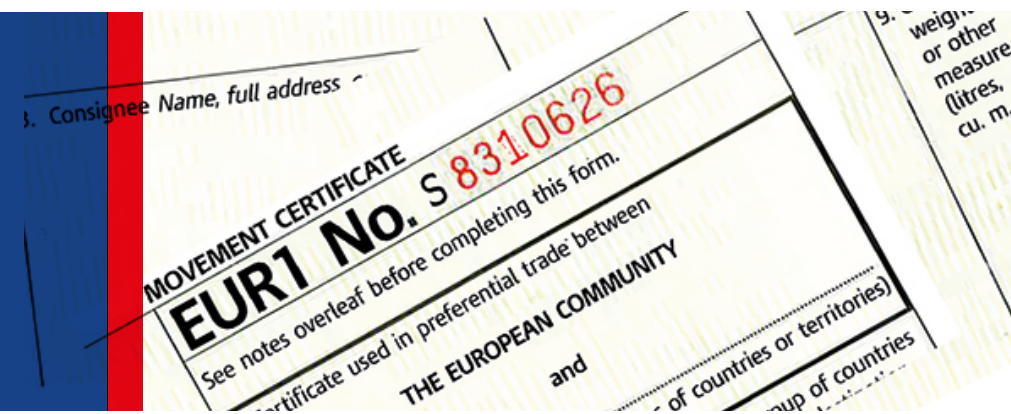 3. Consignee Name, full address
MOVEMENT CERTIFICATE
EUR1 No. S 8310626
See notes overleaf before completing this form.
Certificate used in preferential trade between
THE EUROPEAN COMMUNITY
and
of countries or territories)
of countries
9.
weight
or other
measure
(litres,
cu. m.